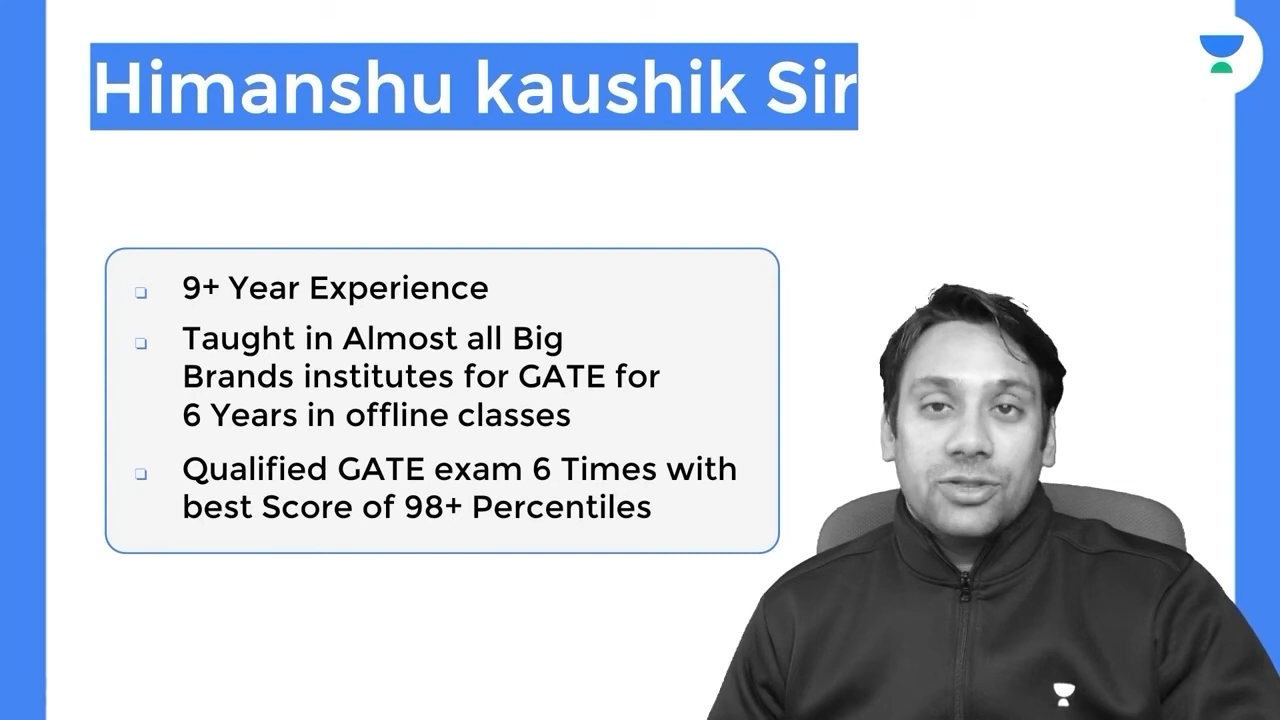 Himanshu kaushik Sir
9+ Year Experience
Taught in Almost all Big
Brands institutes for GATE for
6 Years in offline classes
Qualified GATE exam 6 Times with
best Score of 98+ Percentiles